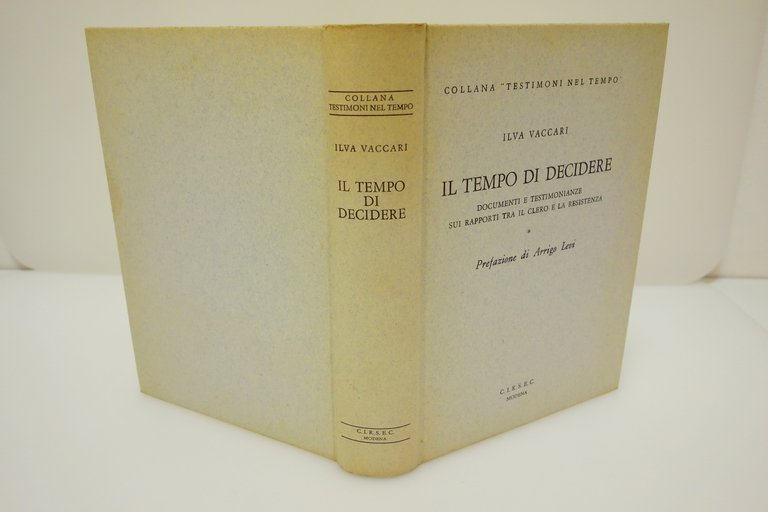 COLLANA
TESTIMONI NEL TEMPO
ILVA VACCARI
IL TEMPO
DI
DECIDERE
C.I.R.S.E.C.
MODENA
COLLANA "TESTIMONI NEL TEMPO"
ILVA VACCARI
IL TEMPO DI DECIDERE
DOCUMENTI E TESTIMONIANZE
SUI RAPPORTI TRA IL CLERO E LA RESISTENZA
*
Prefazione di Arrigo Levi
C.I.R.S.E.C.
MODENA